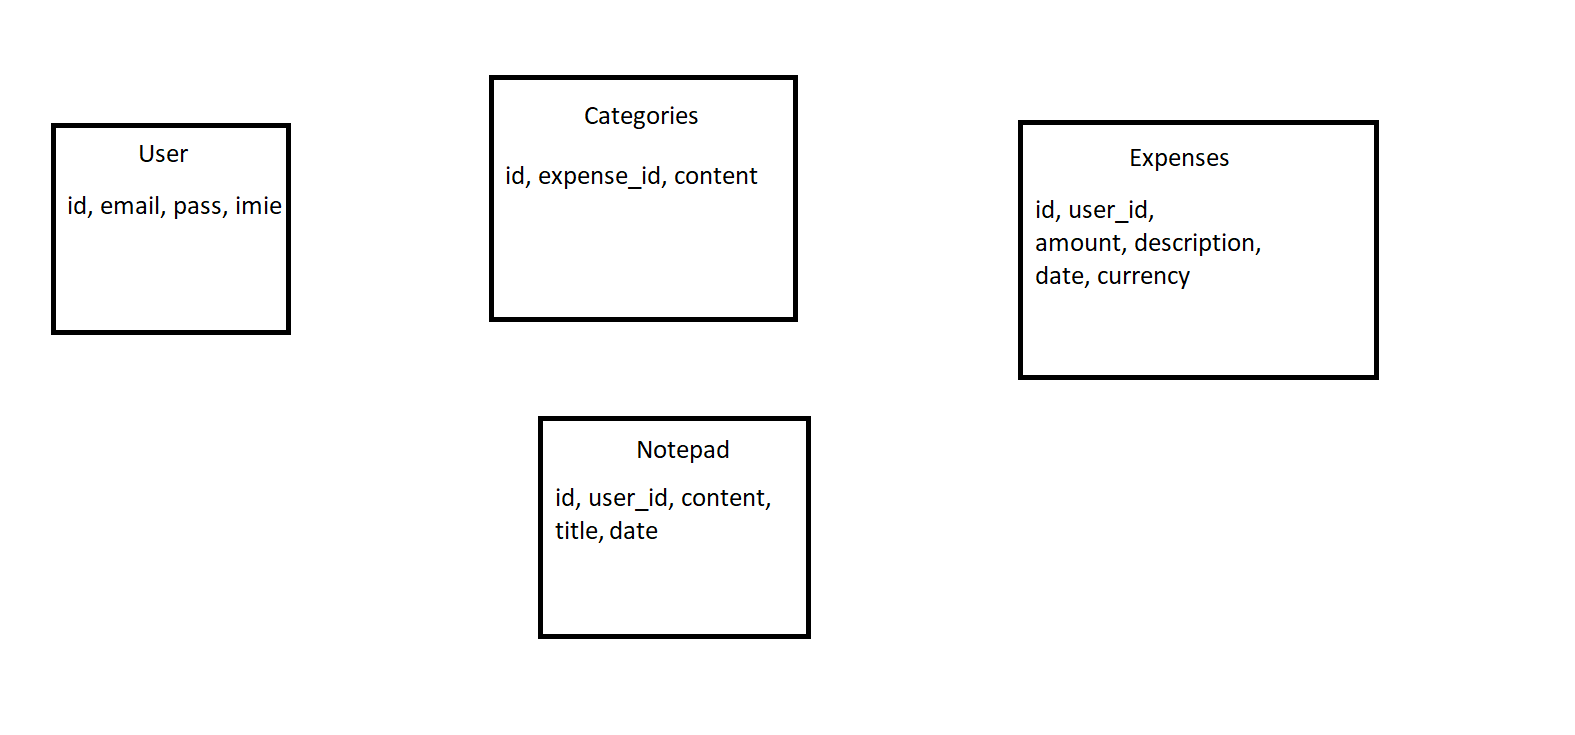 User
id, email, pass, imie
Categories
id, expense_id, content
Expenses
id, user_id,
amount, description,
date, currency
Notepad
id, user_id, content,
title, date